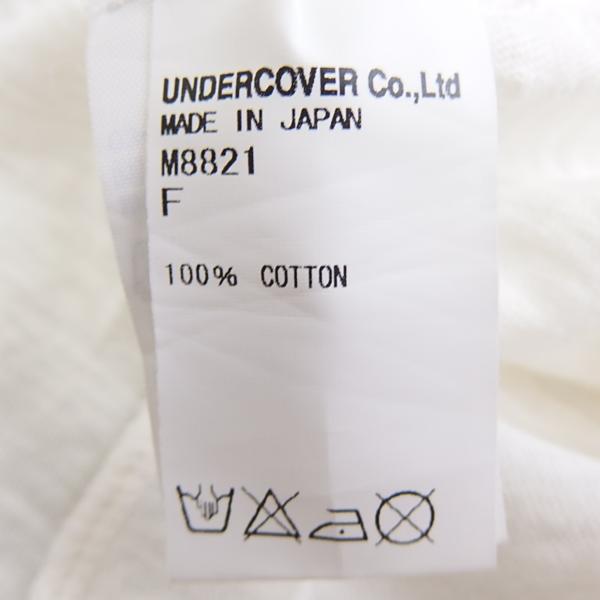 UNDERCOVER Co.,Ltd
MADE IN JAPAN
M8821
F
100% COTTON